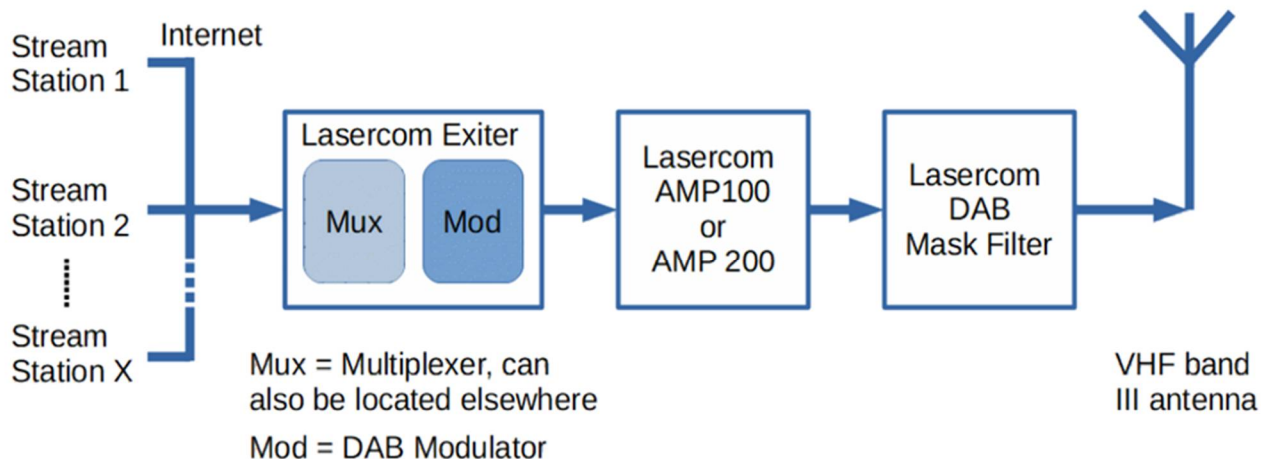 Internet
Stream
Station 1
Stream
Station 2
Stream
Station X
Lasercom Exiter
Mux
Mod
Lasercom
AMP100
or
AMP 200
Lasercom
DAB
Mask Filter
Mux = Multiplexer, can
also be located elsewhere
Mod = DAB Modulator
VHF band
III antenna